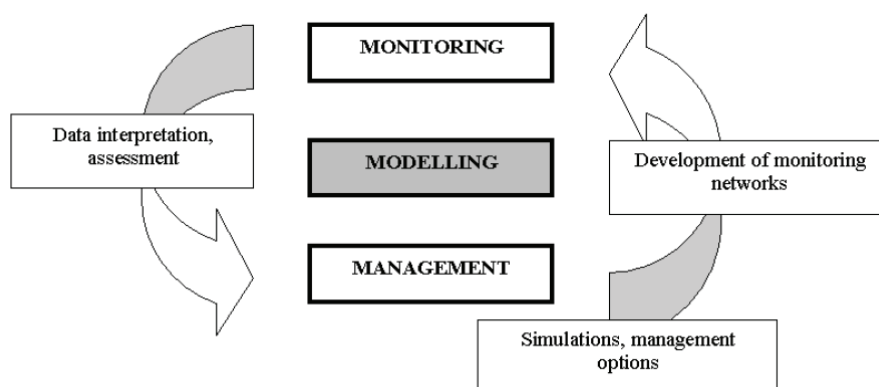 MONITORING
Data interpretation,
assessment
MODELLING
Development of monitoring
networks
MANAGEMENT
Simulations, management
options